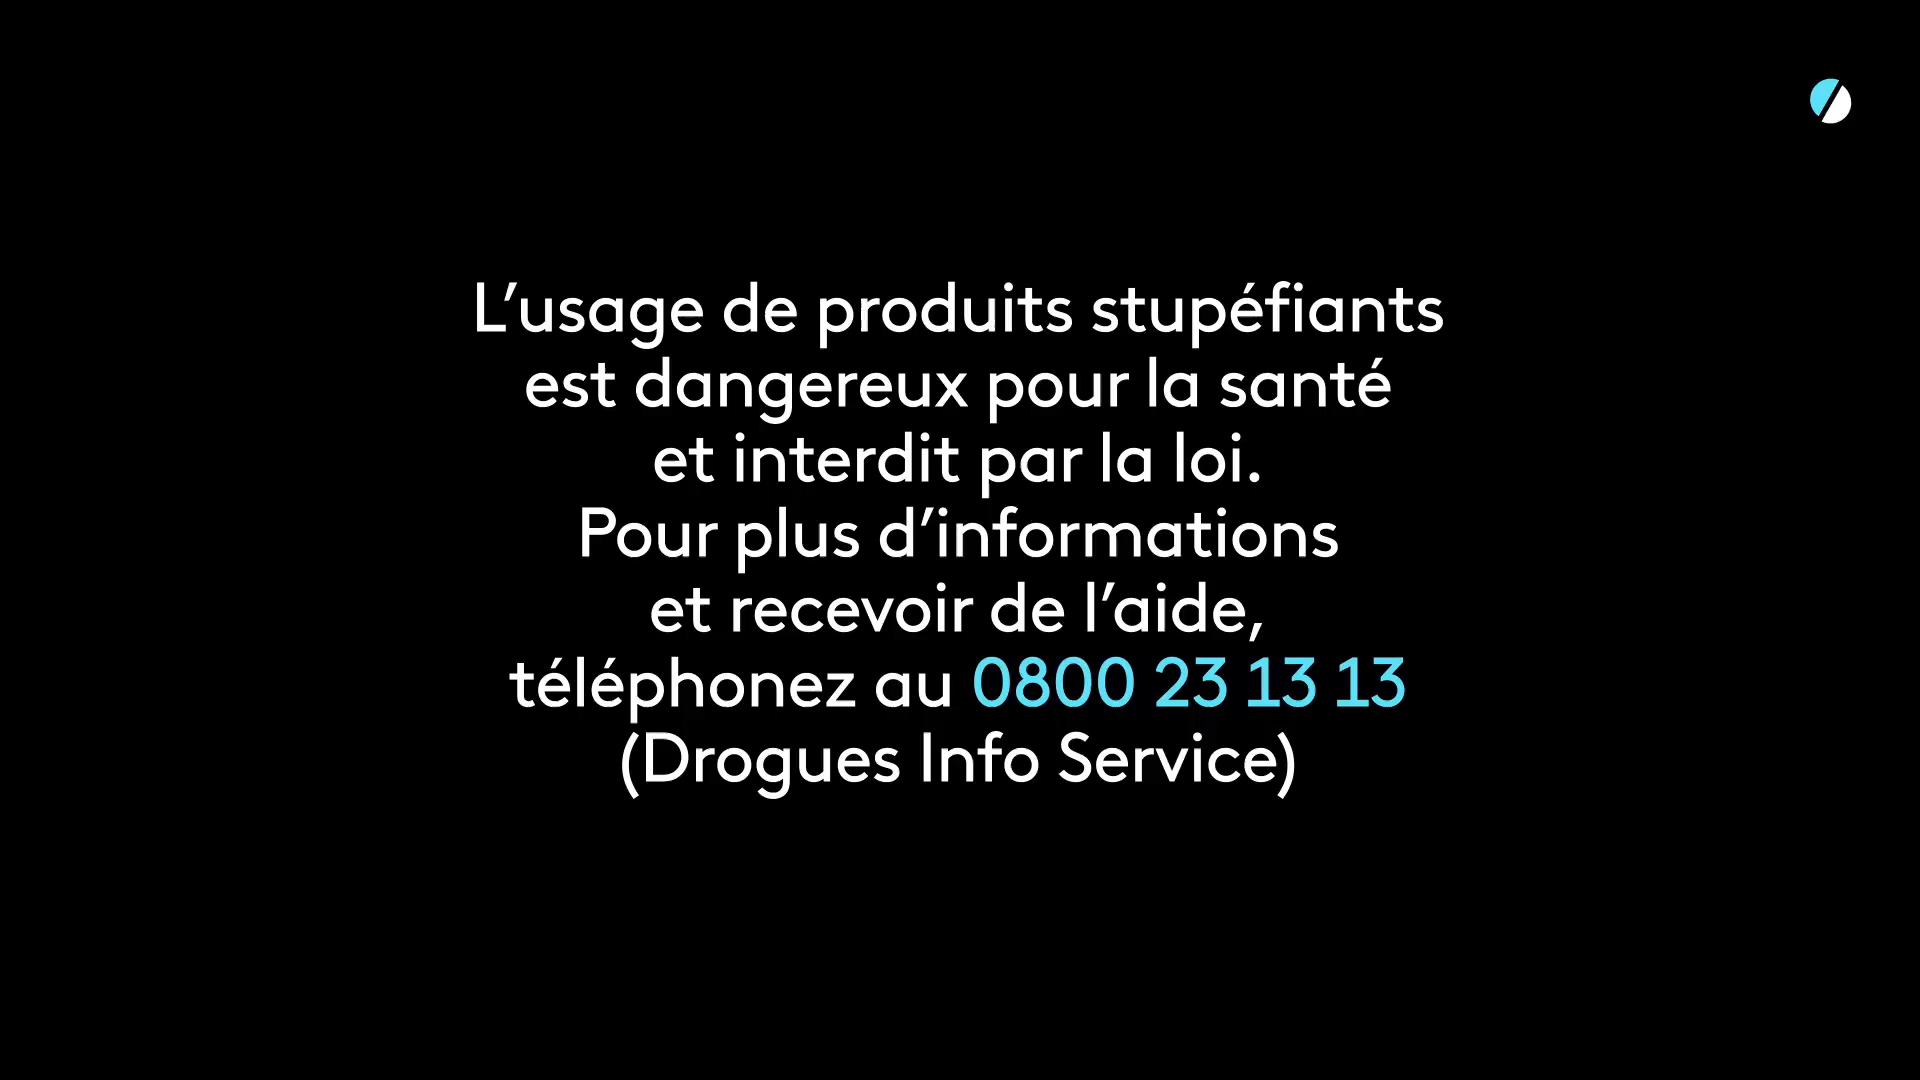 L’usage de produits stupéfiants
est dangereux pour la santé
et interdit par la loi.
Pour plus d’informations
et recevoir de l’aide,
téléphonez au 0800 23 13 13
(Drogues Info Service)